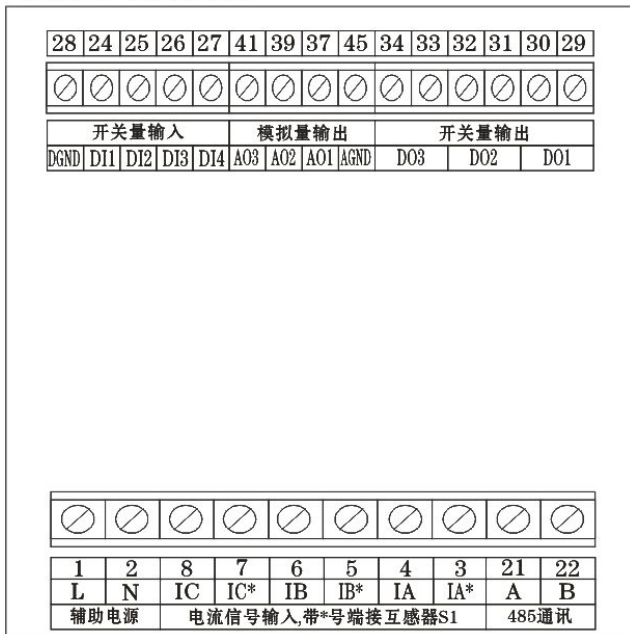 28 24 25 26 27 41 39 37 45 34 33 32 31 30 29
开关量输入 模拟量输出 开关量输出
DGND DI1 DI2 DI3 DI4 AO3 AO2 AO1 AGND DO3 DO2 DO1
1 2 8 7 6 5 4 3 21 22
L N IC IC* IB IB* IA IA* A B
辅助电源 电流信号输入,带*号端接互感器S1 485通讯